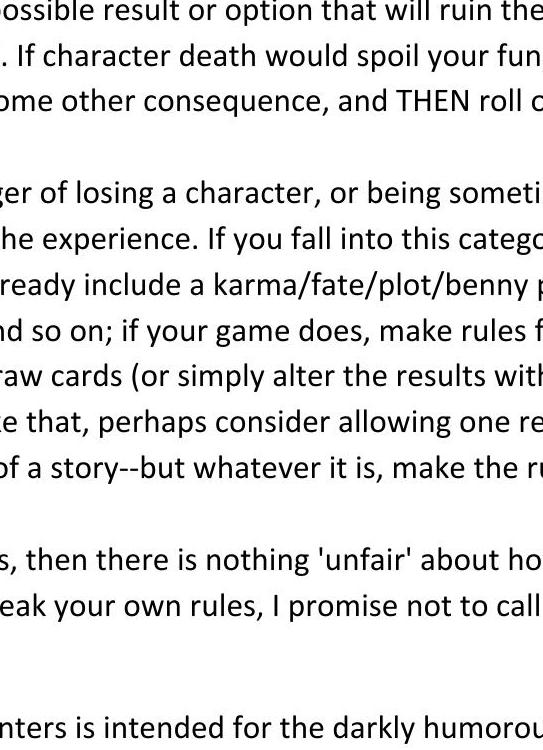 ossible result or option that will ruin the
. If character death would spoil your fun
ome other consequence, and THEN roll o
ger of losing a character, or being someti
he experience. If you fall into this catego
ready include a karma/fate/plot/benny p
nd so on; if your game does, make rules f
raw cards (or simply alter the results with
e that, perhaps consider allowing one re
of a story--but whatever it is, make the ru
s, then there is nothing 'unfair' about ho
eak your own rules, I promise not to call
nters is intended for the darkly humorou